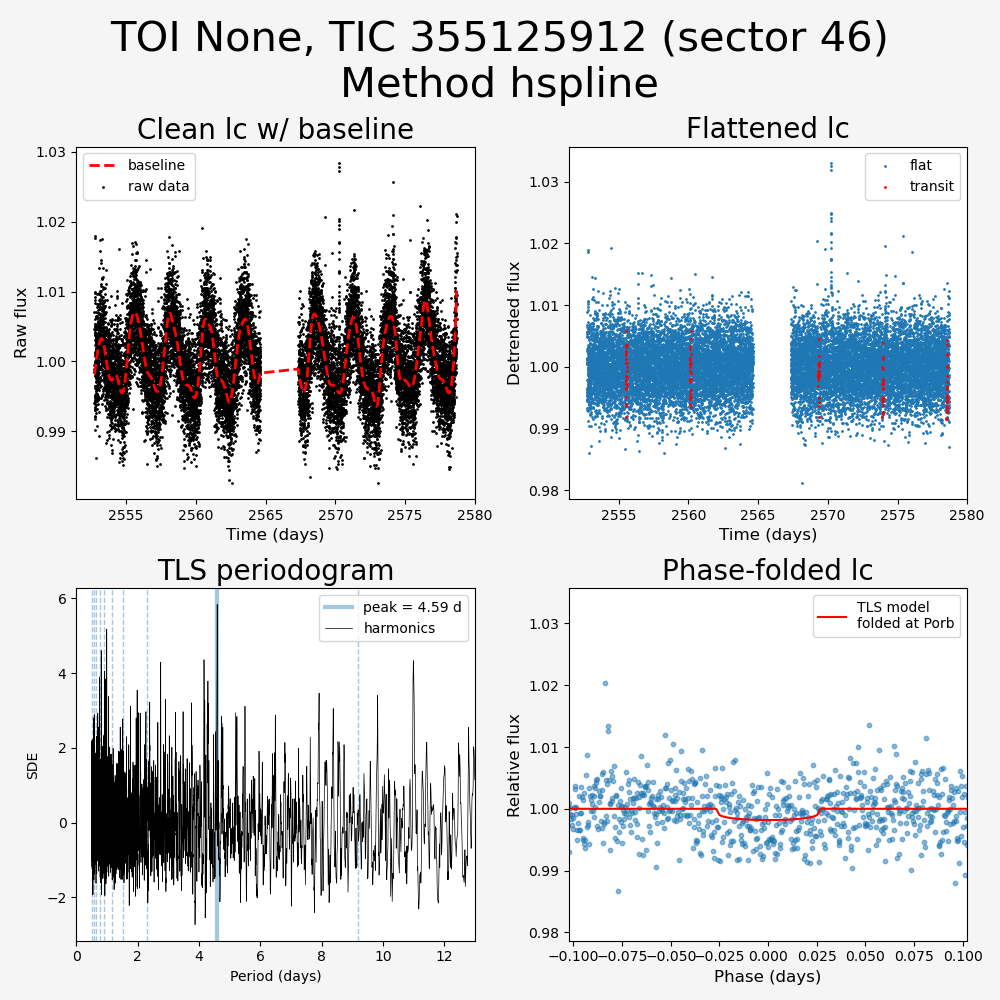 TOI None, TIC 355125912 (sector 46)
Method hspline
Clean lc w/ baseline
baseline
raw data
1.03
1.02
1.01
1.00
0.99
Raw flux
2555
2560
2565
2570
2575
2580
Time (days)
Flattened lc
flat
transit
1.03
1.02
1.01
1.00
0.99
0.98
Detrended flux
2555
2560
2565
2570
2575
2580
Time (days)
TLS periodogram
peak = 4.59 d
harmonics
6
4
2
0
−2
SDE
0
2
4
6
8
10
12
Period (days)
Phase-folded lc
TLS model
folded at Porb
1.03
1.02
1.01
1.00
0.99
0.98
Relative flux
−0.100
−0.075
−0.050
−0.025
0.000
0.025
0.050
0.075
0.100
Phase (days)